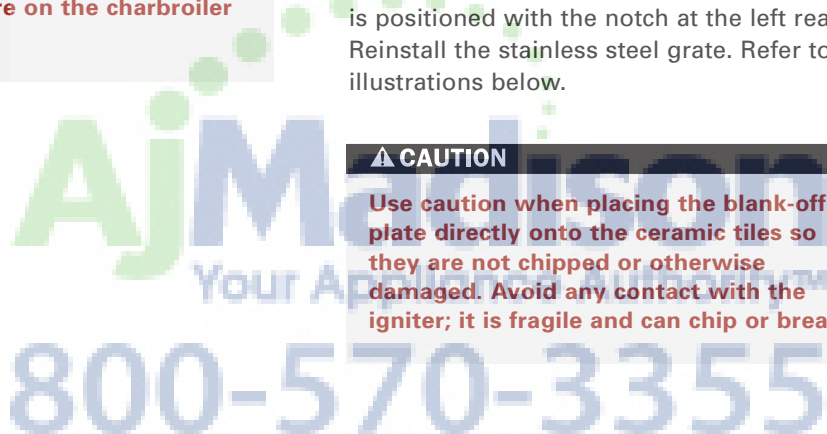 re on the charbroiler
is positioned with the notch at the left rea
Reinstall the stainless steel grate. Refer to
illustrations below.
CAUTION
Use caution when placing the blank-off
plate directly onto the ceramic tiles so
they are not chipped or otherwise
damaged. Avoid any contact with the
igniter; it is fragile and can chip or brea
AjMadison
Your Appliance Authority™
800-570-3355